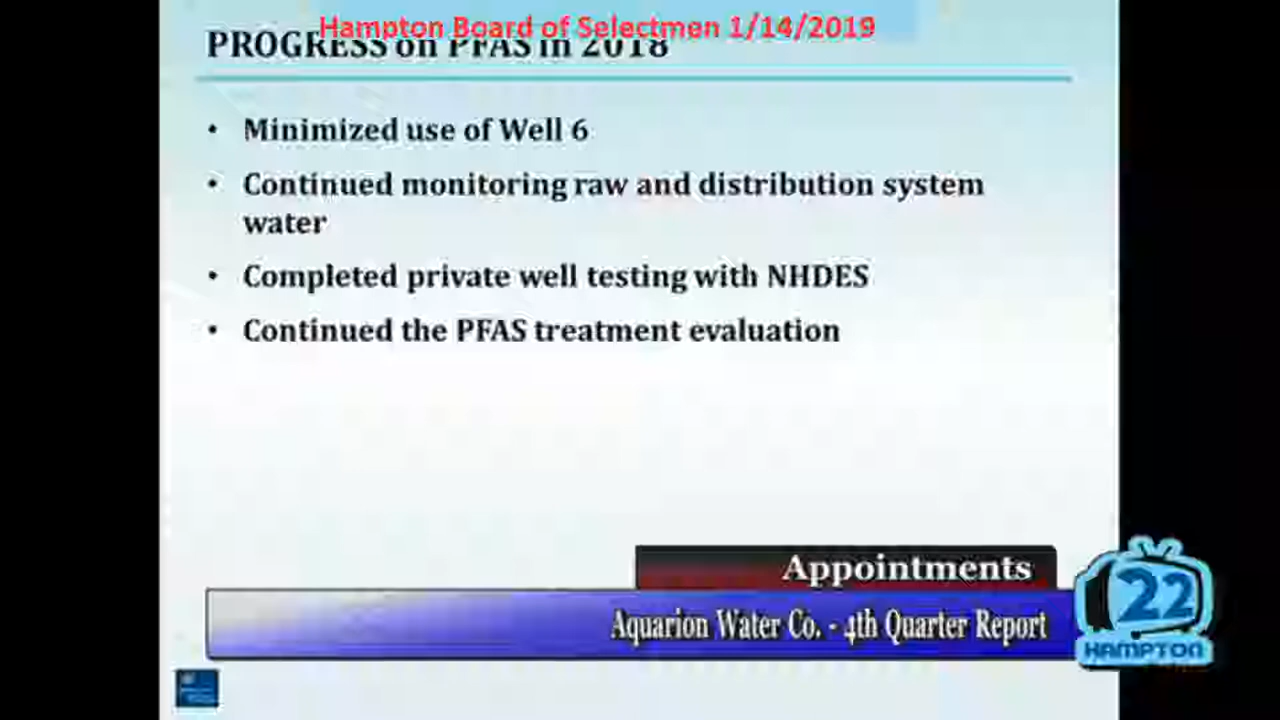 Hampton Board of Selectmen 1/14/2019
PROGRESS on PFAS in 2018
• Minimized use of Well 6
• Continued monitoring raw and distribution system
water
• Completed private well testing with NHDES
• Continued the PFAS treatment evaluation
Appointments
Aquarion Water Co. - 4th Quarter Report
22
HAMPTON